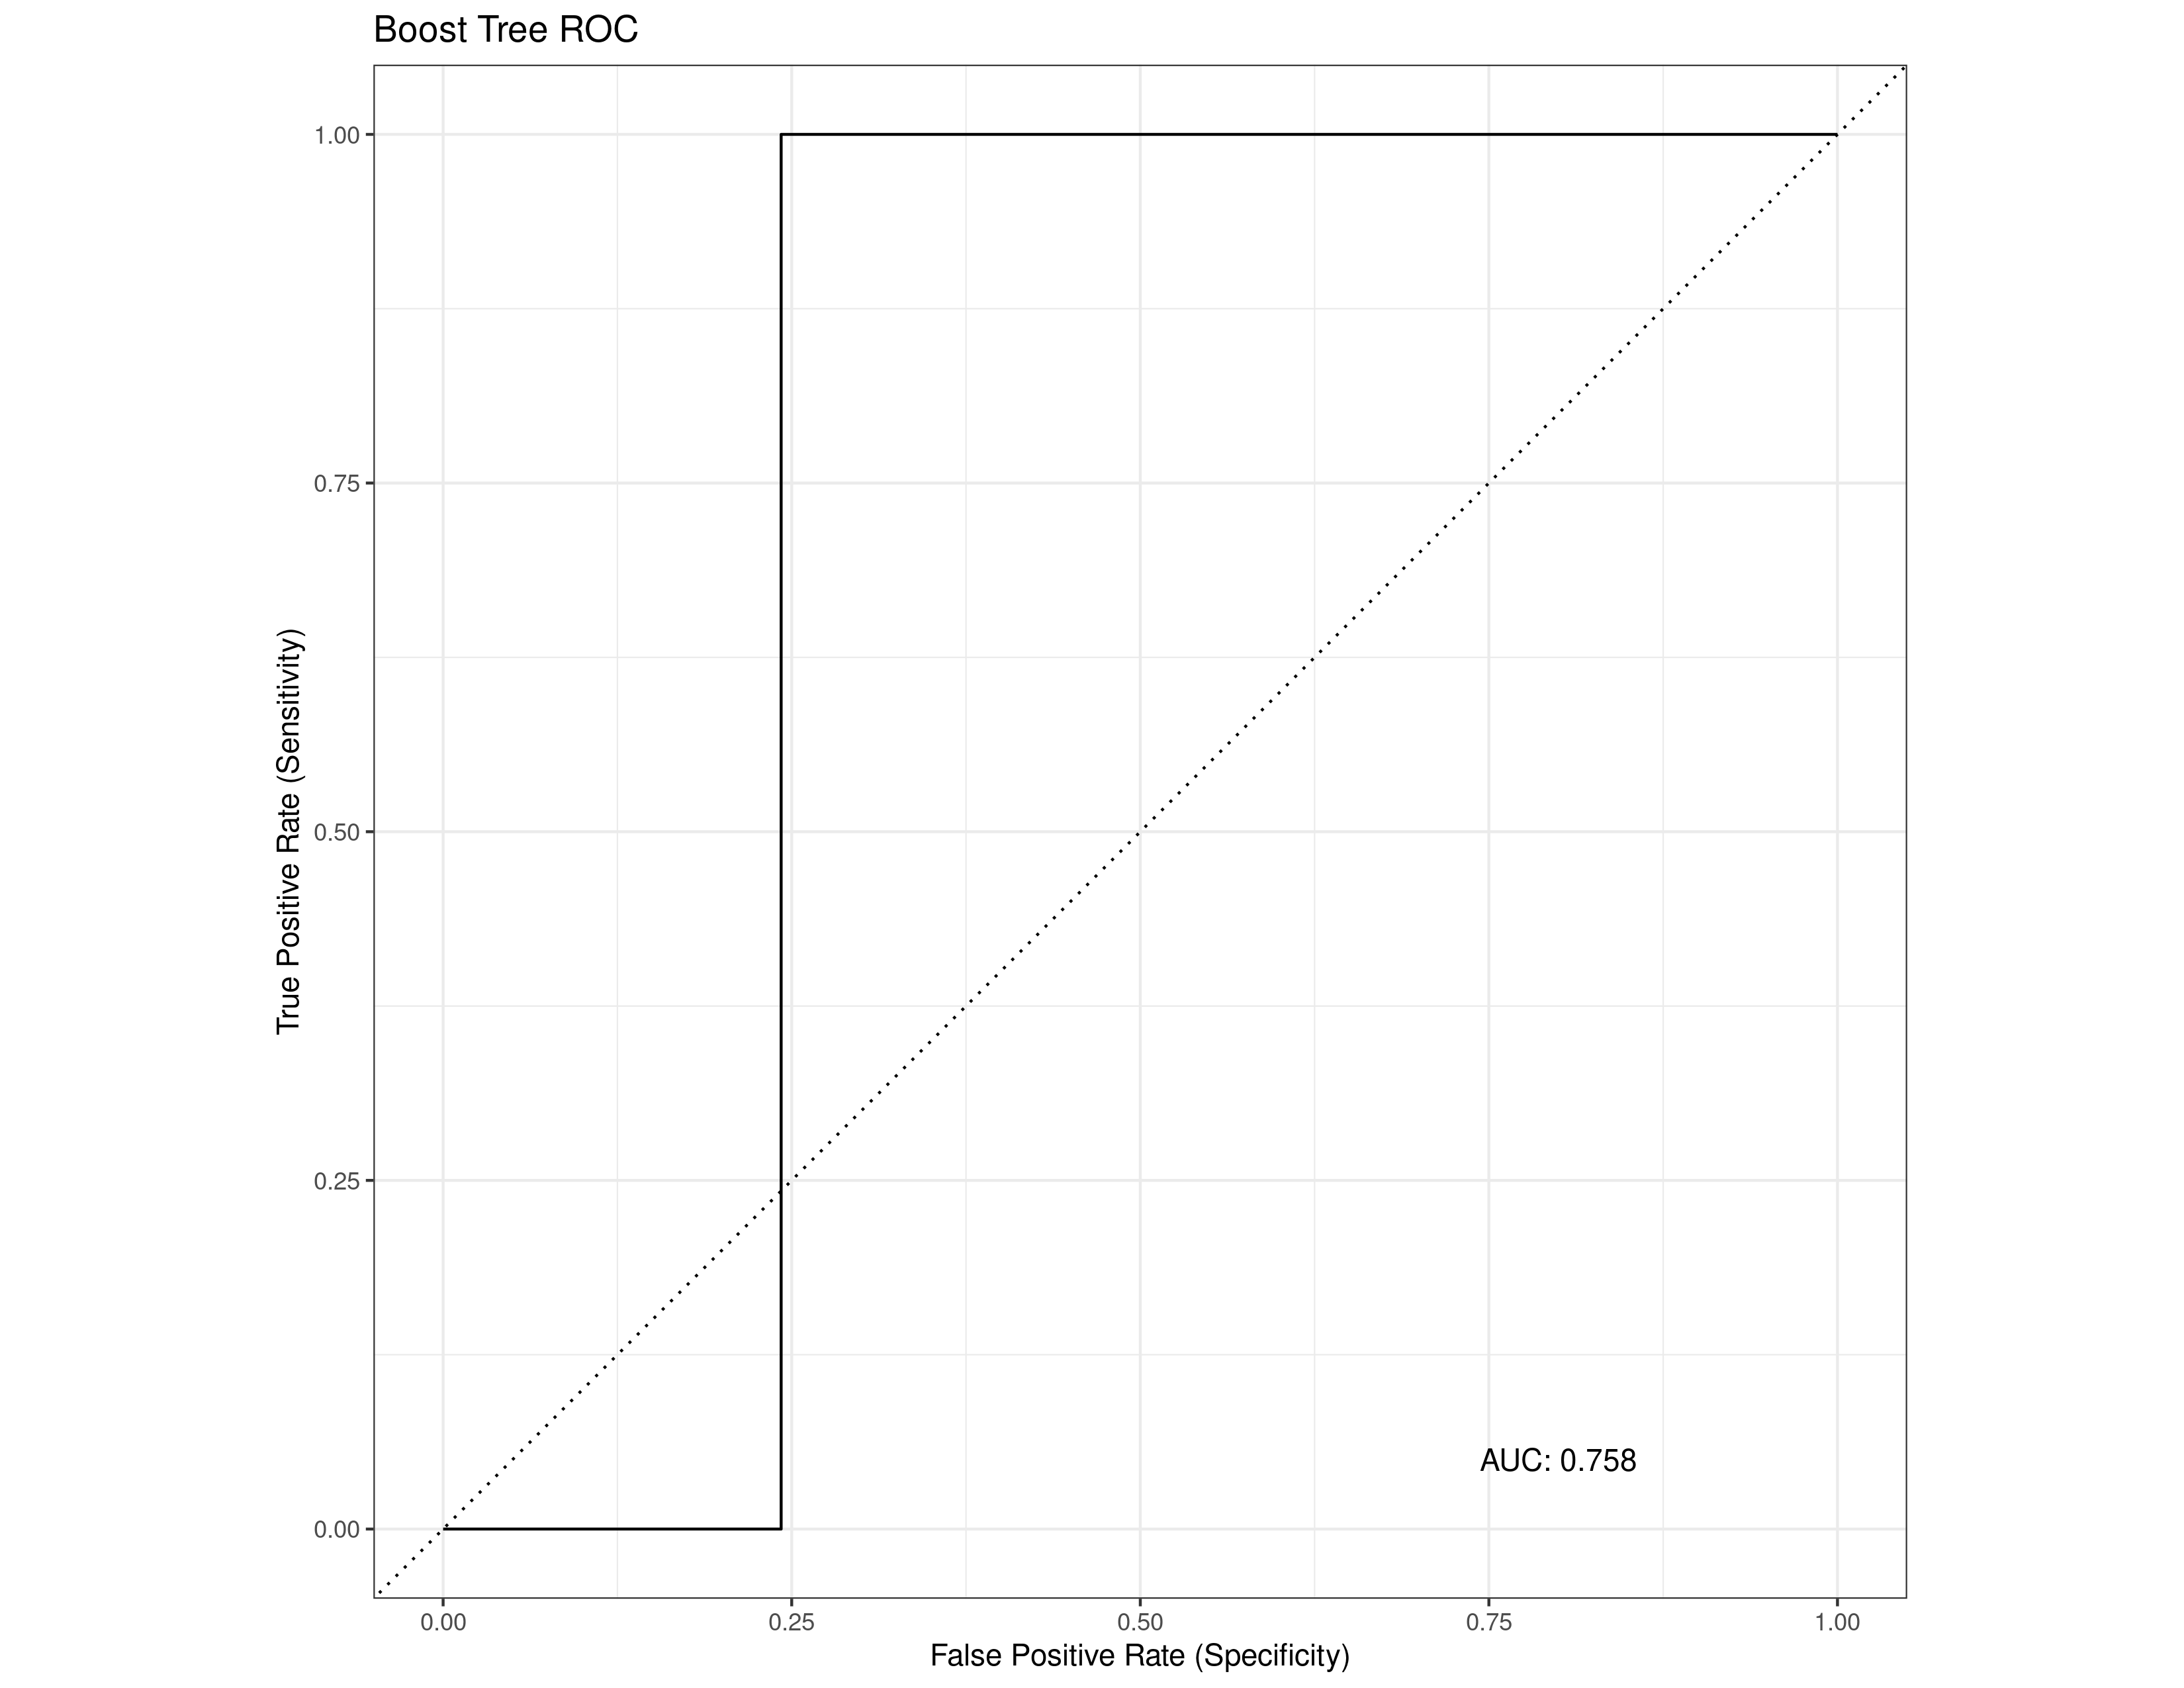 Boost Tree ROC
True Positive Rate (Sensitivity)
1.00
0.75
0.50
0.25
0.00
AUC: 0.758
0.00 0.25 0.50 0.75 1.00
False Positive Rate (Specificity)